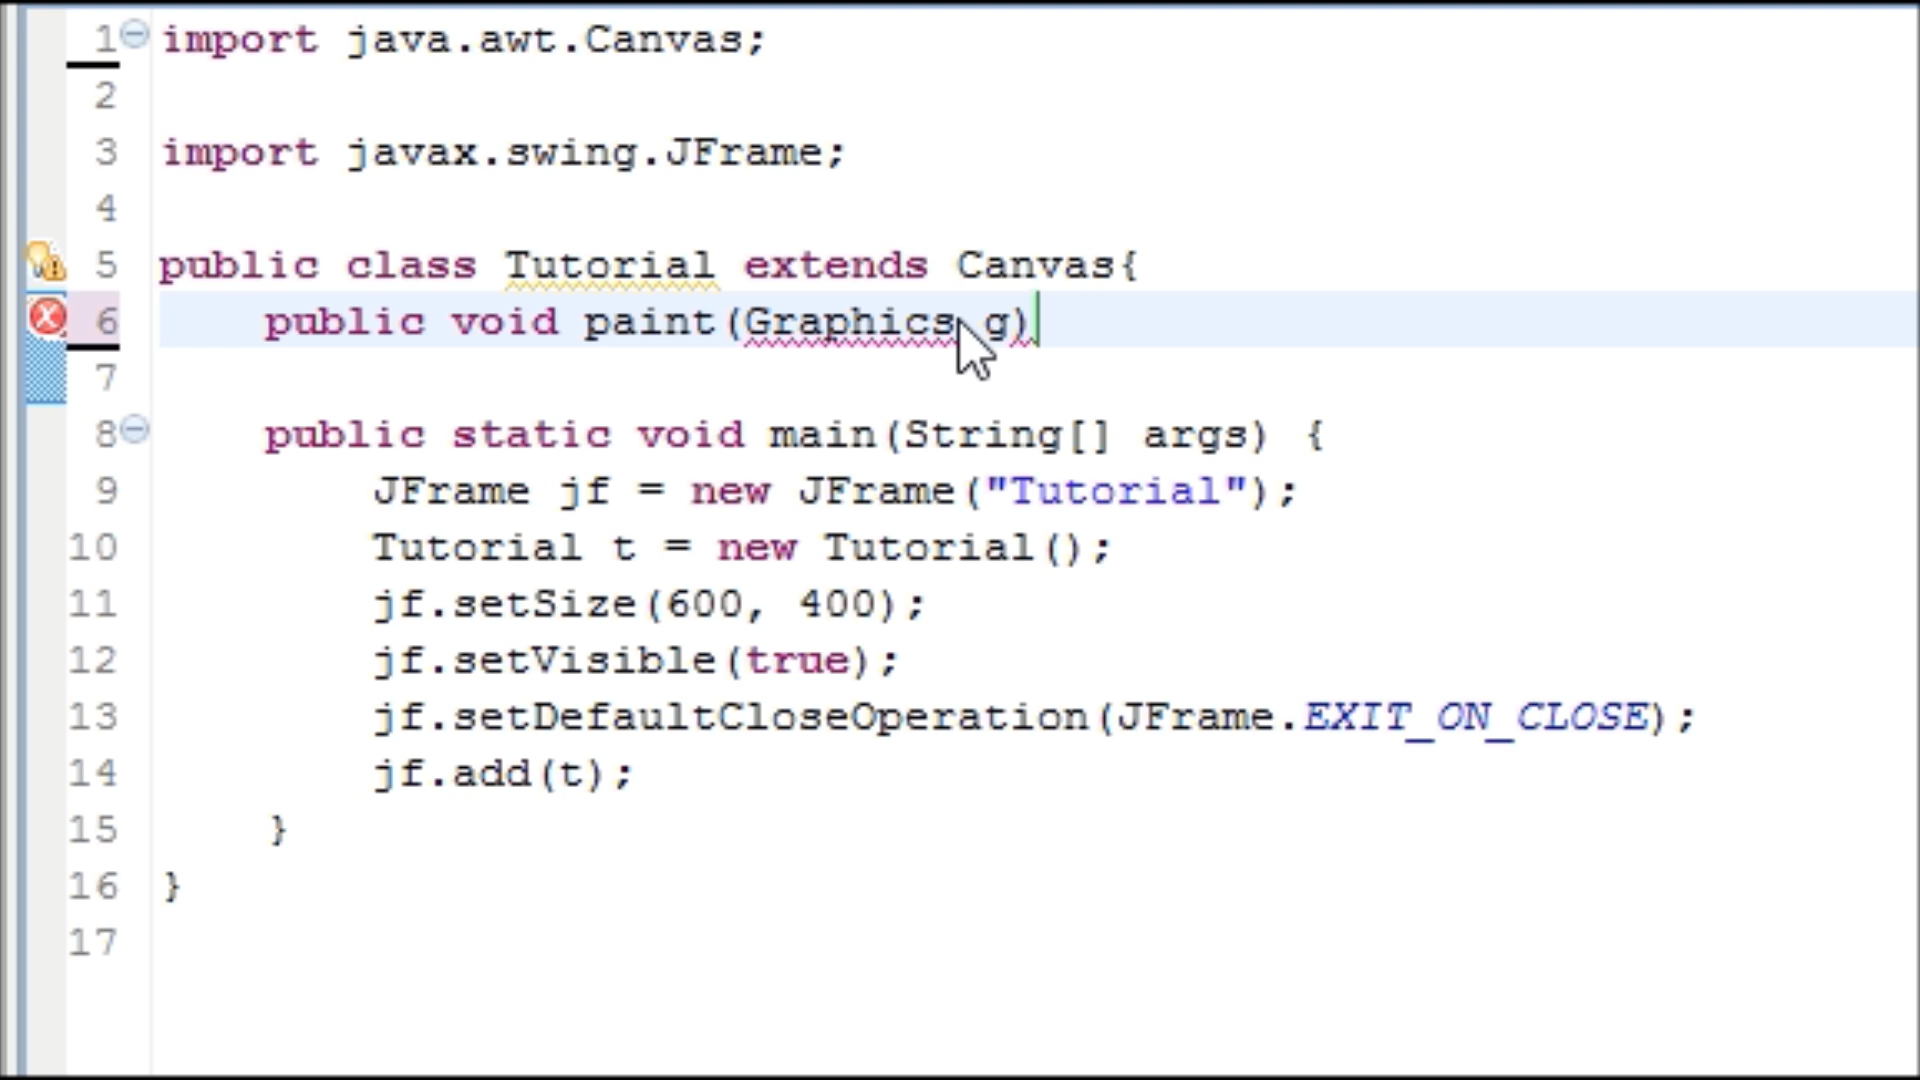 1 import java.awt.Canvas;
2
3 import javax.swing.JFrame;
4
5 public class Tutorial extends Canvas{
6     public void paint(Graphics g)
7
8     public static void main(String[] args) {
9         JFrame jf = new JFrame("Tutorial");
10         Tutorial t = new Tutorial();
11         jf.setSize(600, 400);
12         jf.setVisible(true);
13         jf.setDefaultCloseOperation(JFrame.EXIT_ON_CLOSE);
14         jf.add(t);
15     }
16 }
17